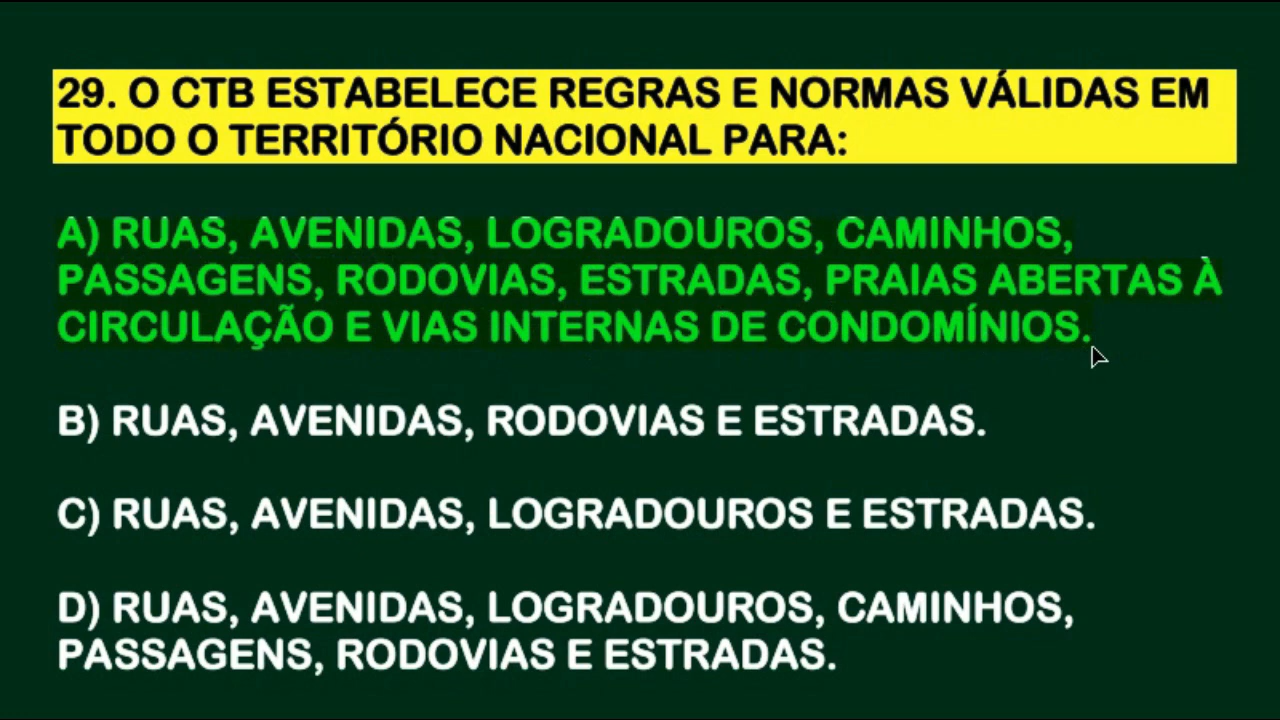 29. O CTB ESTABELECE REGRAS E NORMAS VÁLIDAS EM
TODO O TERRITÓRIO NACIONAL PARA:
A) RUAS, AVENIDAS, LOGRADOUROS, CAMINHOS,
PASSAGENS, RODOVIAS, ESTRADAS, PRAIAS ABERTAS À
CIRCULAÇÃO E VIAS INTERNAS DE CONDOMÍNIOS.
B) RUAS, AVENIDAS, RODOVIAS E ESTRADAS.
C) RUAS, AVENIDAS, LOGRADOUROS E ESTRADAS.
D) RUAS, AVENIDAS, LOGRADOUROS, CAMINHOS,
PASSAGENS, RODOVIAS E ESTRADAS.